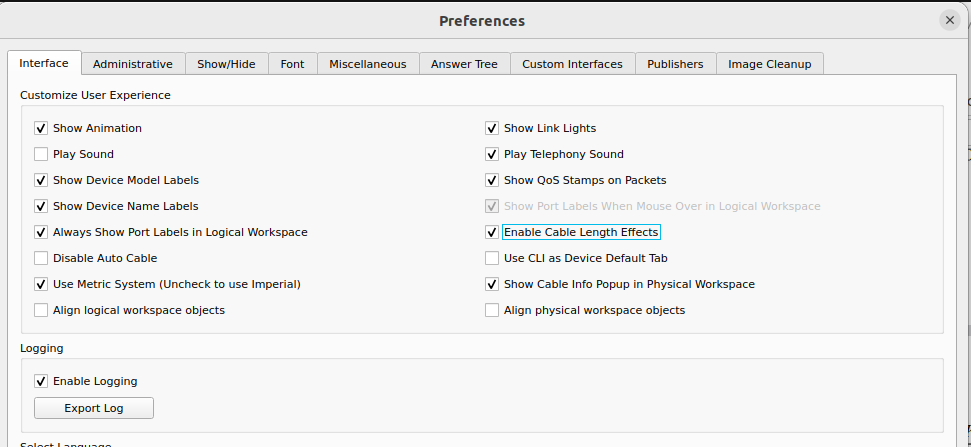 Preferences
Interface
Administrative
Show/Hide
Font
Miscellaneous
Answer Tree
Custom Interfaces
Publishers
Image Cleanup
Customize User Experience
Show Animation
Show Link Lights
Play Sound
Play Telephony Sound
Show Device Model Labels
Show QoS Stamps on Packets
Show Device Name Labels
Show Port Labels When Mouse Over in Logical Workspace
Always Show Port Labels in Logical Workspace
Enable Cable Length Effects
Disable Auto Cable
Use CLI as Device Default Tab
Use Metric System (Uncheck to use Imperial)
Show Cable Info Popup in Physical Workspace
Align logical workspace objects
Align physical workspace objects
Logging
Enable Logging
Export Log
Select Language